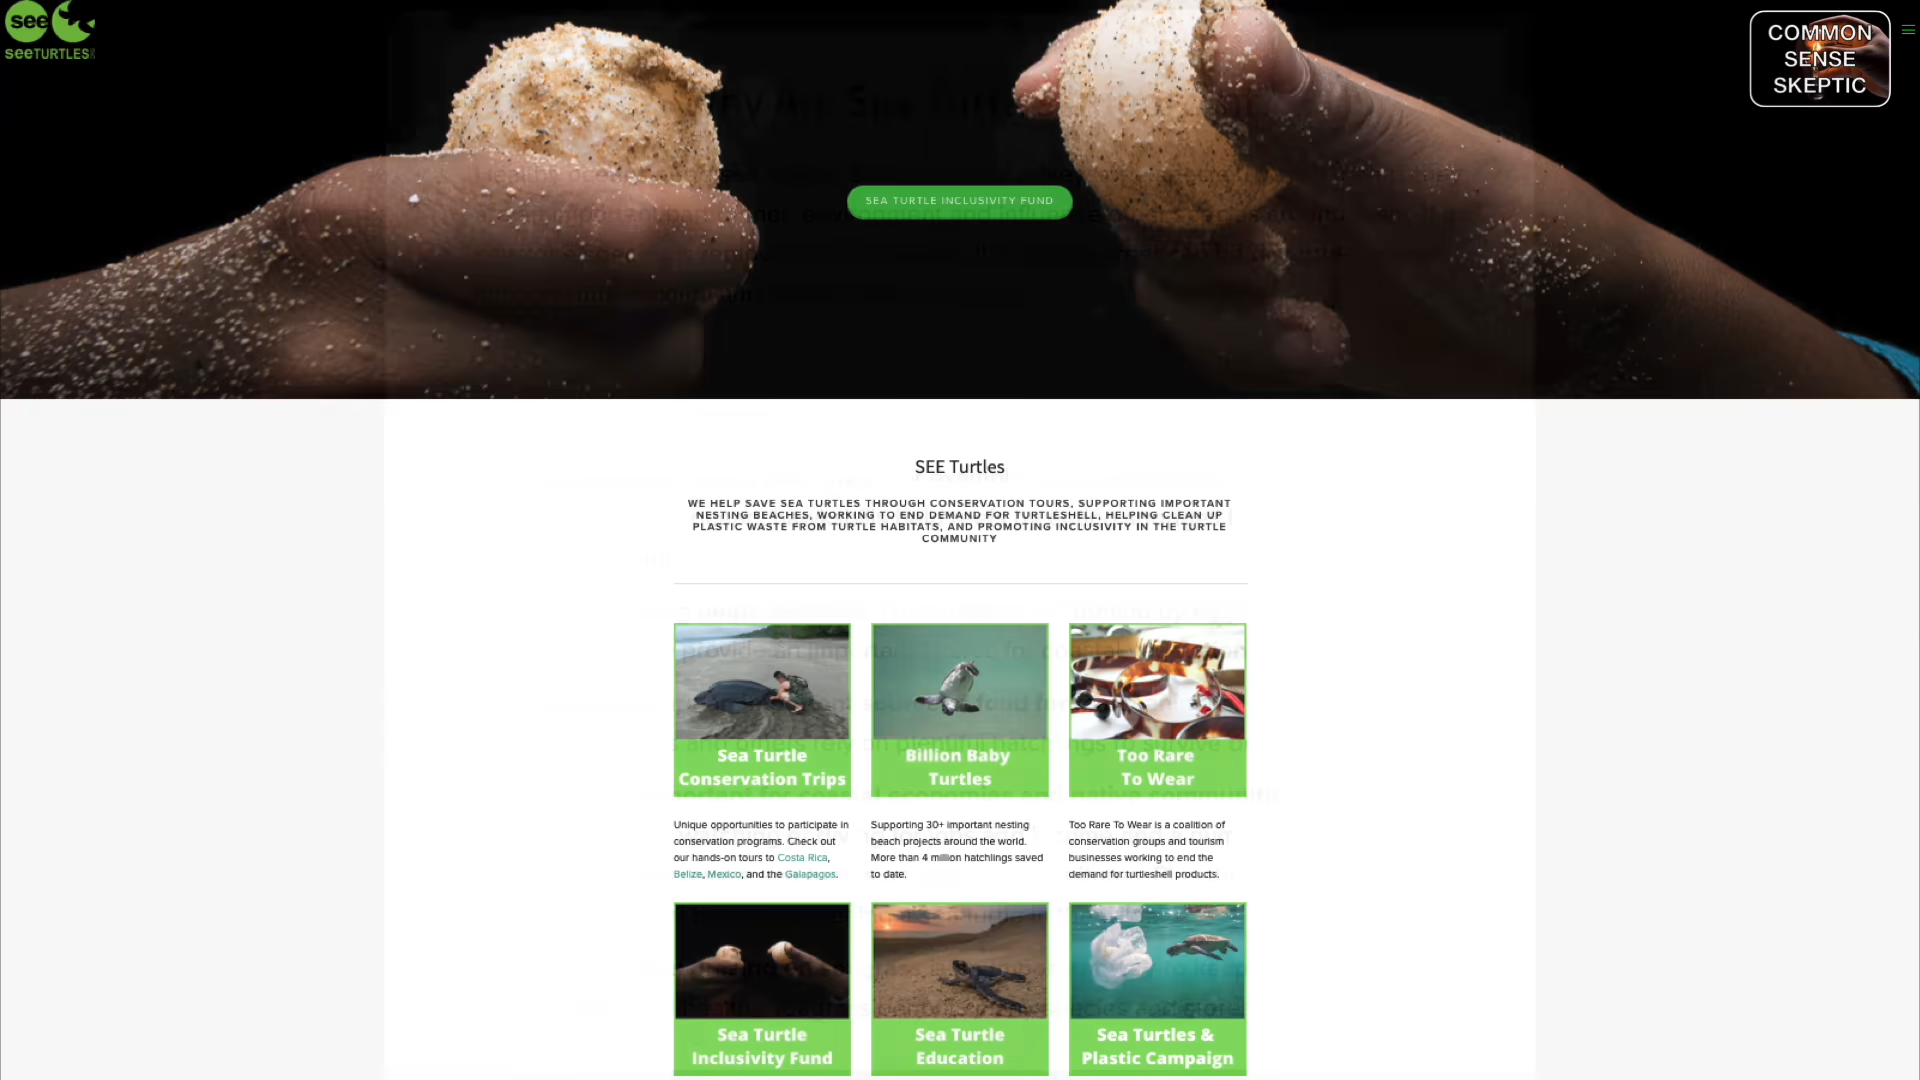 see
seeTURTLES
COMMON
SENSE
SKEPTIC
SEA TURTLE INCLUSIVITY FUND
SEE Turtles
WE HELP SAVE SEA TURTLES THROUGH CONSERVATION TOURS, SUPPORTING IMPORTANT
NESTING BEACHES, WORKING TO END DEMAND FOR TURTLESHELL, HELPING CLEAN UP
PLASTIC WASTE FROM TURTLE HABITATS, AND PROMOTING INCLUSIVITY IN THE TURTLE
COMMUNITY
Sea Turtle
Conservation Trips
Unique opportunities to participate in
conservation programs. Check out
our hands-on tours to Costa Rica,
Belize, Mexico, and the Galapagos.
Billion Baby
Turtles
Supporting 30+ important nesting
beach projects around the world.
More than 4 million hatchlings saved
to date.
Too Rare
To Wear
Too Rare To Wear is a coalition of
conservation groups and tourism
businesses working to end the
demand for turtleshell products.
Sea Turtle
Inclusivity Fund
Sea Turtle
Education
Sea Turtles &
Plastic Campaign